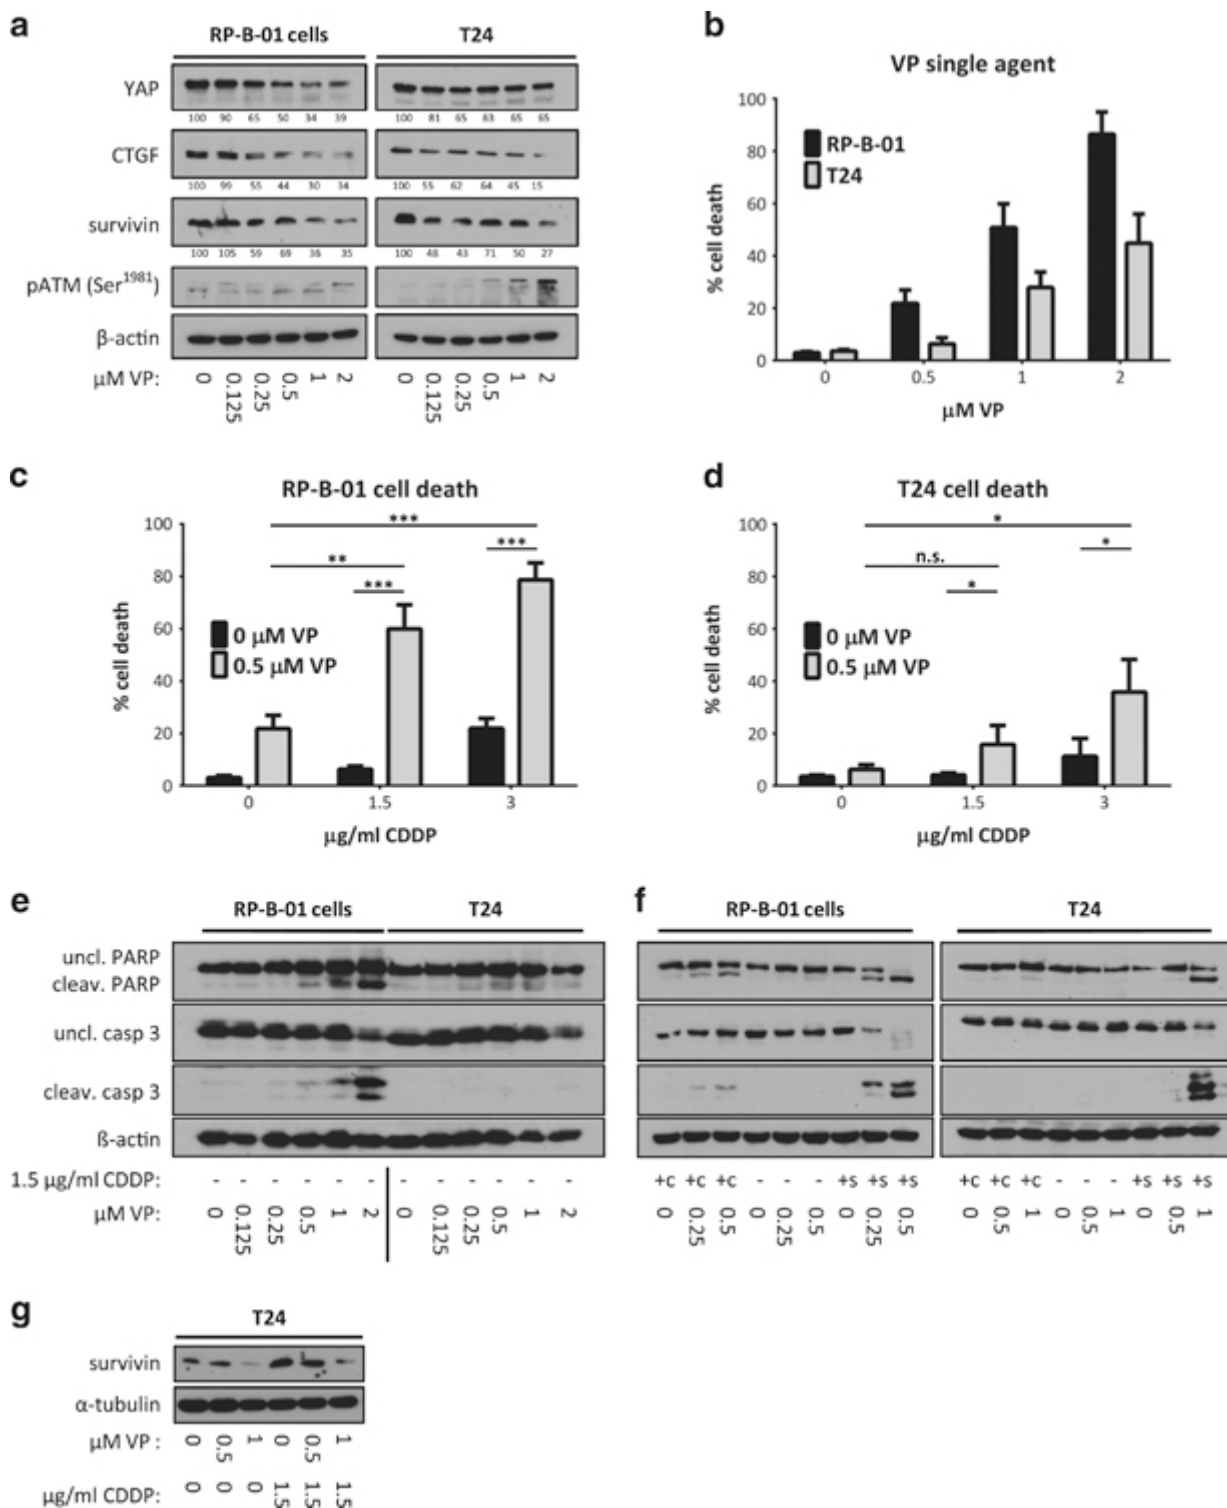 a
RP-B-01 cells T24
YAP
100 90 65 50 34 39 100 81 65 83 65 65
CTGF
100 99 55 44 30 34 100 55 62 64 45 15
survivin
100 105 59 69 36 35 100 48 43 71 50 27
pATM (Ser1981)
β-actin
µM VP: 0 0.125 0.25 0.5 1 2 0 0.125 0.25 0.5 1 2
b
VP single agent
% cell death
100
80
60
40
20
0
RP-B-01
T24
0 0.5 1 2
µM VP
c
RP-B-01 cell death
% cell death
100
80
60
40
20
0
***
** ***
***
0 µM VP
0.5 µM VP
0 1.5 3
µg/ml CDDP
d
T24 cell death
% cell death
100
80
60
40
20
0
*
n.s. *
*
0 µM VP
0.5 µM VP
0 1.5 3
µg/ml CDDP
e
RP-B-01 cells T24
uncl. PARP
cleav. PARP
uncl. casp 3
cleav. casp 3
ß-actin
1.5 µg/ml CDDP: - - - - - - - - - - - -
µM VP: 0 0.125 0.25 0.5 1 2 0 0.125 0.25 0.5 1 2
f
RP-B-01 cells T24
+c +c +c - - - +s +s +s +c +c +c - - - +s +s +s
0 0.25 0.5 0 0.25 0.5 0 0.25 0.5 0 0.5 1 0 0.5 1 0 0.5 1
g
T24
survivin
α-tubulin
µM VP : 0 0.5 1 0 0.5 1
µg/ml CDDP: 0 0 0 1.5 1.5 1.5